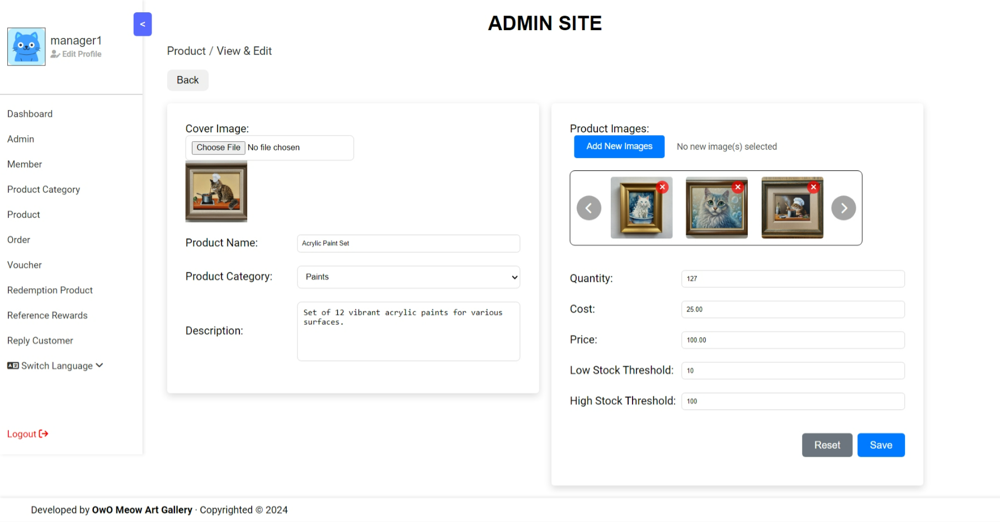 <
ADMIN SITE
manager1
Edit Profile
Product / View & Edit
Back
Dashboard
Admin
Member
Product Category
Product
Order
Voucher
Redemption Product
Reference Rewards
Reply Customer
Switch Language
Logout
Cover Image:
Choose File No file chosen
Product Name: Acrylic Paint Set
Product Category: Paints
Description: Set of 12 vibrant acrylic paints for various
surfaces.
Product Images:
Add New Images No new image(s) selected
Quantity: 127
Cost: 25.00
Price: 100.00
Low Stock Threshold: 10
High Stock Threshold: 100
Reset Save
Developed by OwO Meow Art Gallery · Copyrighted © 2024